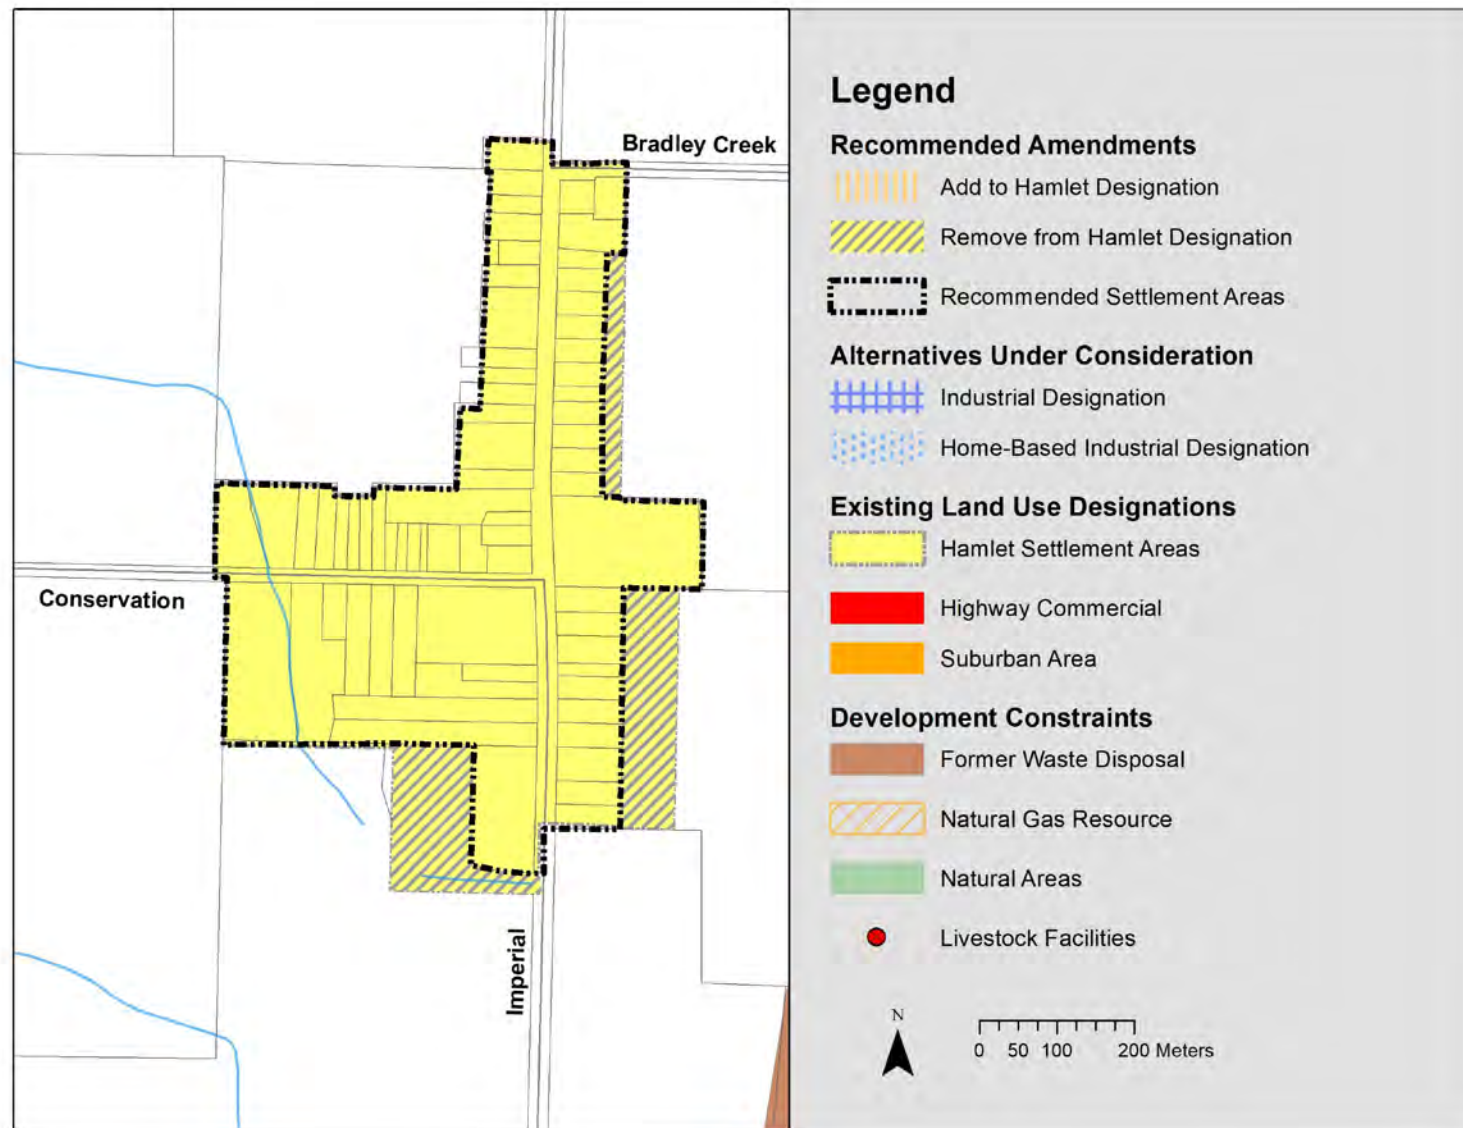 Bradley Creek
Conservation
Imperial
Legend
Recommended Amendments
Add to Hamlet Designation
Remove from Hamlet Designation
Recommended Settlement Areas
Alternatives Under Consideration
Industrial Designation
Home-Based Industrial Designation
Existing Land Use Designations
Hamlet Settlement Areas
Highway Commercial
Suburban Area
Development Constraints
Former Waste Disposal
Natural Gas Resource
Natural Areas
Livestock Facilities
N
0 50 100 200 Meters